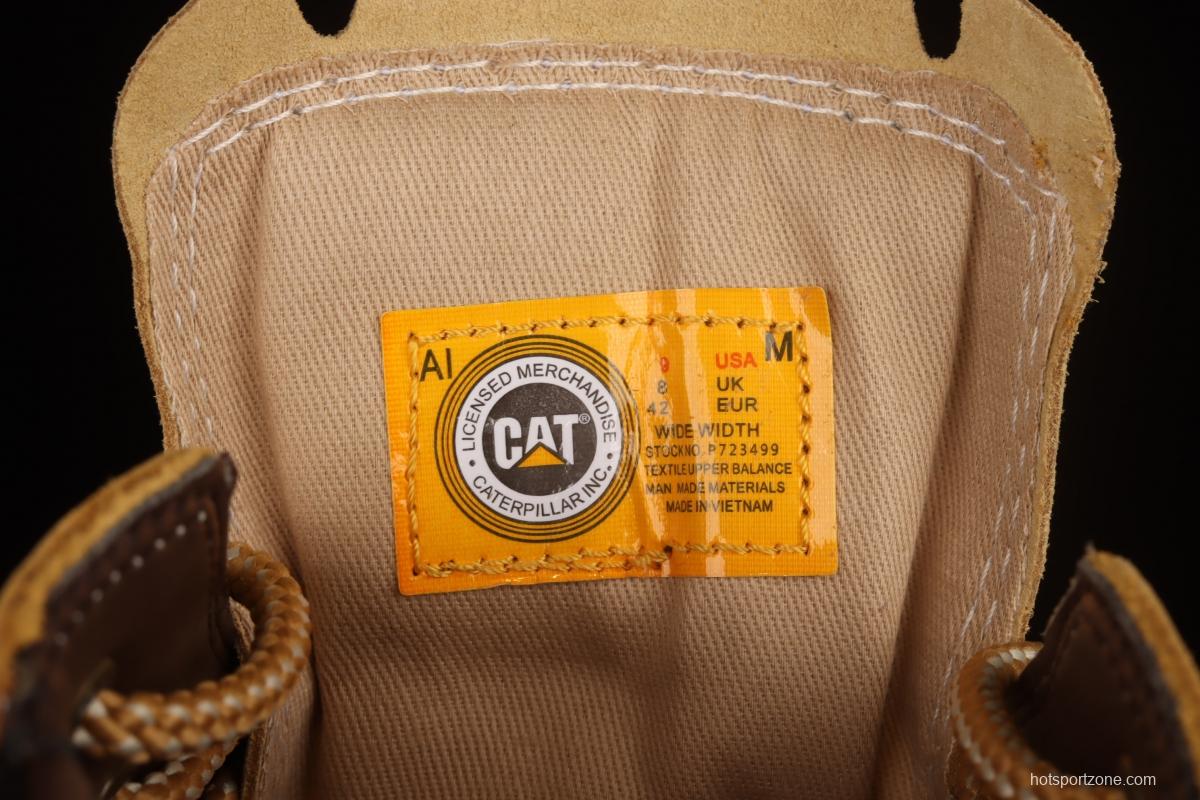 AI
LICENSED MERCHANDISE
CAT®
CATERPILLAR INC.
M
9 USA
8 UK
42 EUR
WIDE WIDTH
STOCKNO. P723499
TEXTILEUPPER BALANCE
MAN MADE MATERIALS
MADE IN VIETNAM
hotsportzone.com